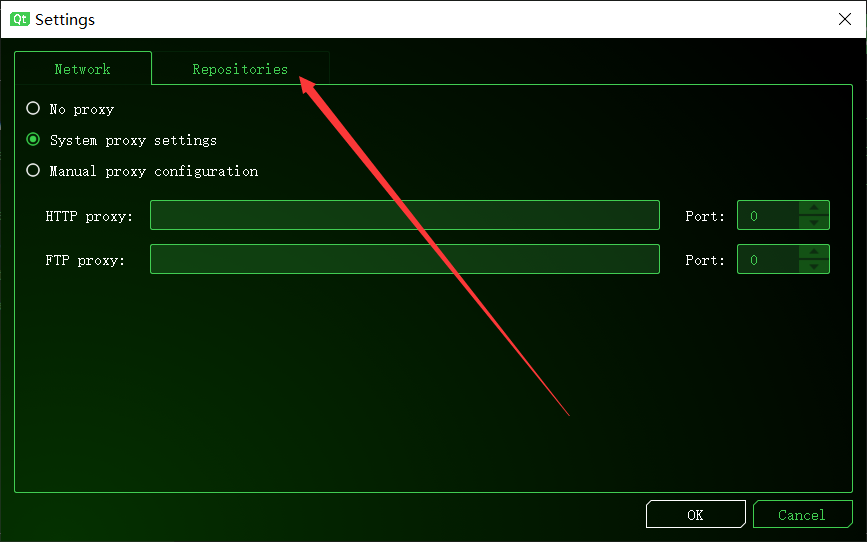 Qt Settings
Network Repositories
No proxy
System proxy settings
Manual proxy configuration
HTTP proxy: Port: 0
FTP proxy: Port: 0
OK Cancel